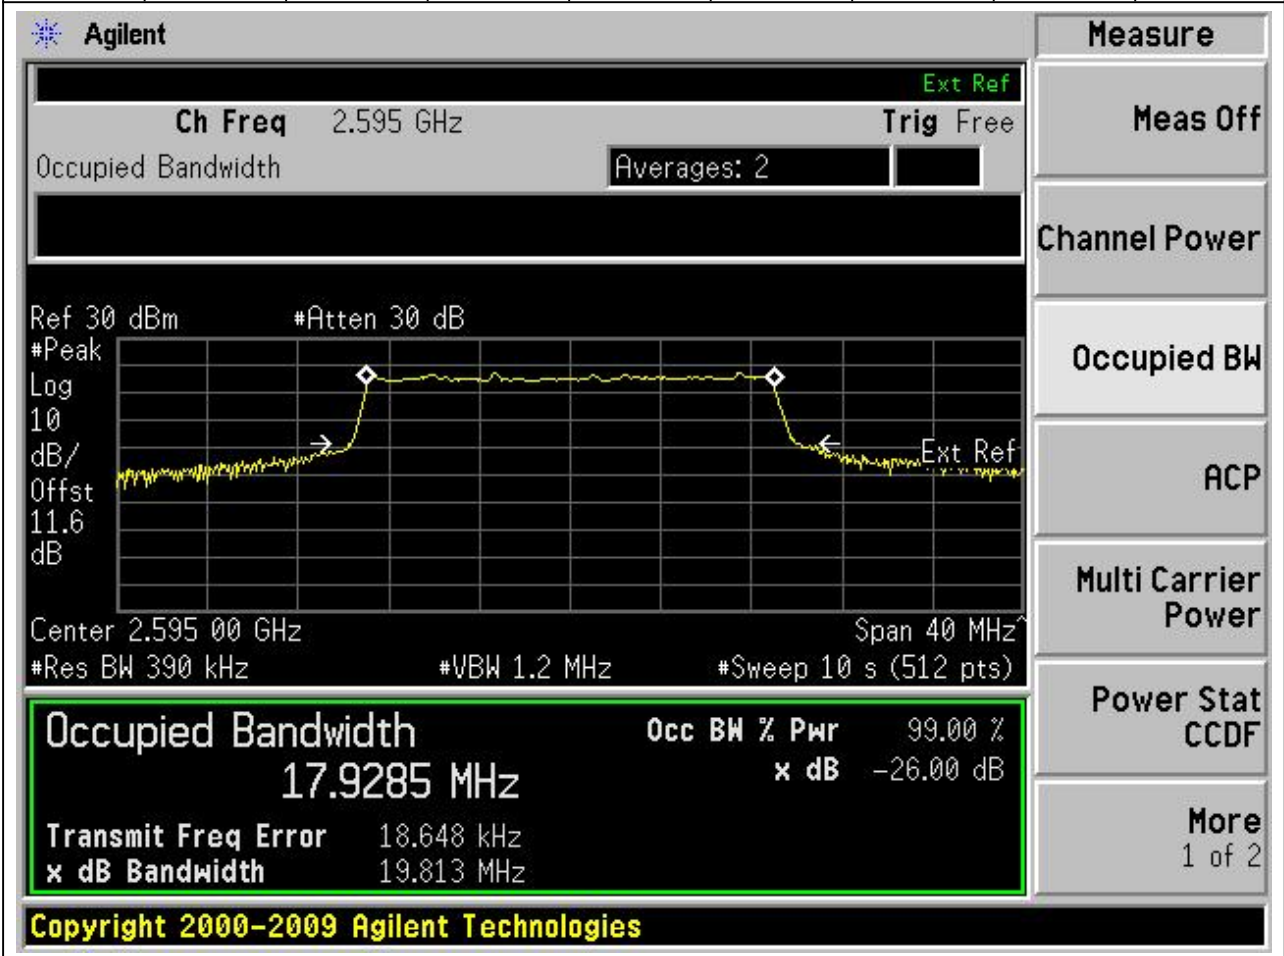 Agilent
Measure
Ext Ref
Ch Freq 2.595 GHz Trig Free
Meas Off
Occupied Bandwidth Averages: 2
Channel Power
Ref 30 dBm #Atten 30 dB
#Peak
Log
10
dB/
Offst
11.6
dB
Ext Ref
Occupied BW
ACP
Center 2.595 00 GHz Span 40 MHz^
#Res BW 390 kHz #VBW 1.2 MHz #Sweep 10 s (512 pts)
Multi Carrier
Power
Occupied Bandwidth Occ BW % Pwr 99.00 %
17.9285 MHz x dB -26.00 dB
Transmit Freq Error 18.648 kHz
x dB Bandwidth 19.813 MHz
Power Stat
CCDF
More
1 of 2
Copyright 2000-2009 Agilent Technologies